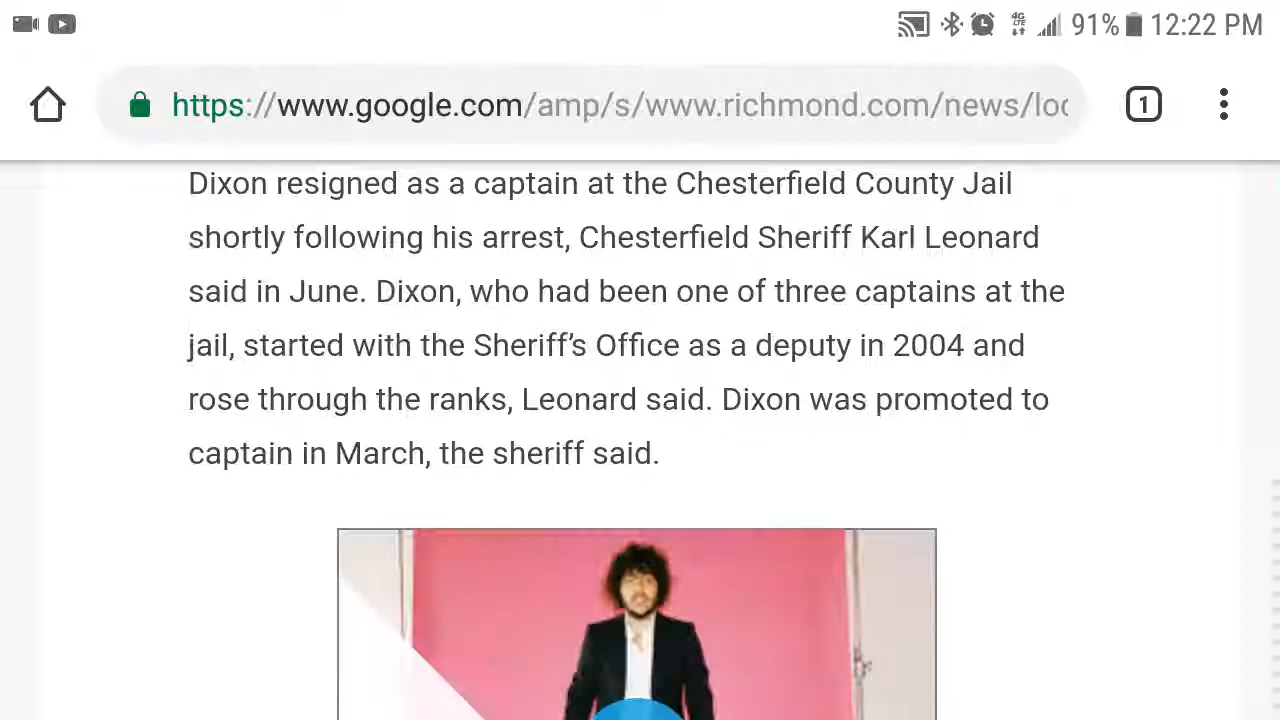 4G
LTE
91%
12:22 PM
https://www.google.com/amp/s/www.richmond.com/news/loc
1
Dixon resigned as a captain at the Chesterfield County Jail
shortly following his arrest, Chesterfield Sheriff Karl Leonard
said in June. Dixon, who had been one of three captains at the
jail, started with the Sheriff’s Office as a deputy in 2004 and
rose through the ranks, Leonard said. Dixon was promoted to
captain in March, the sheriff said.